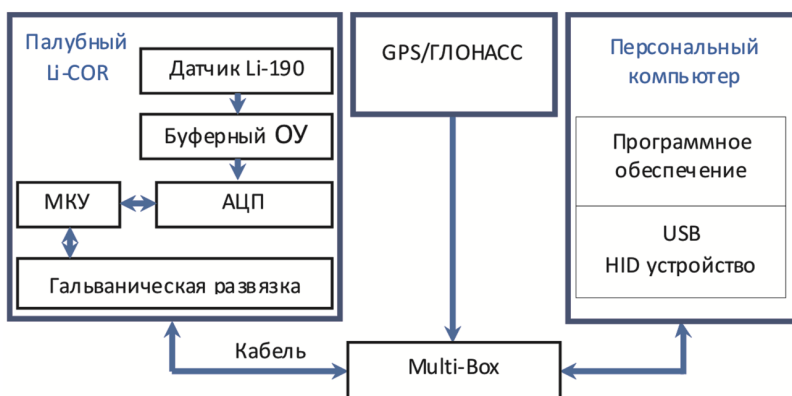 Палубный
Li-COR
Датчик Li-190
Буферный ОУ
МКУ
АЦП
Гальваническая развязка
GPS/ГЛОНАСС
Персональный
компьютер
Программное
обеспечение
USB
HID устройство
Кабель
Multi-Box